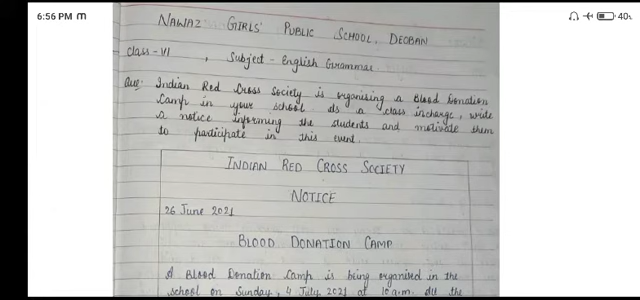 6:56 PM m
40%
NAWAZ GIRLS' PUBLIC SCHOOL, DEOBAN
Class-VI , Subject - English Grammar
Que: Indian Red Cross Society is organising a Blood Donation
Camp in your school. As a class incharge, write
a notice informing the students and motivate them
to participate in this event.
INDIAN RED CROSS SOCIETY
NOTICE
26 June 2021
BLOOD DONATION CAMP
A Blood Donation Camp is being organised in the
school on Sunday, 4 July 2021 at 10 a.m. All the